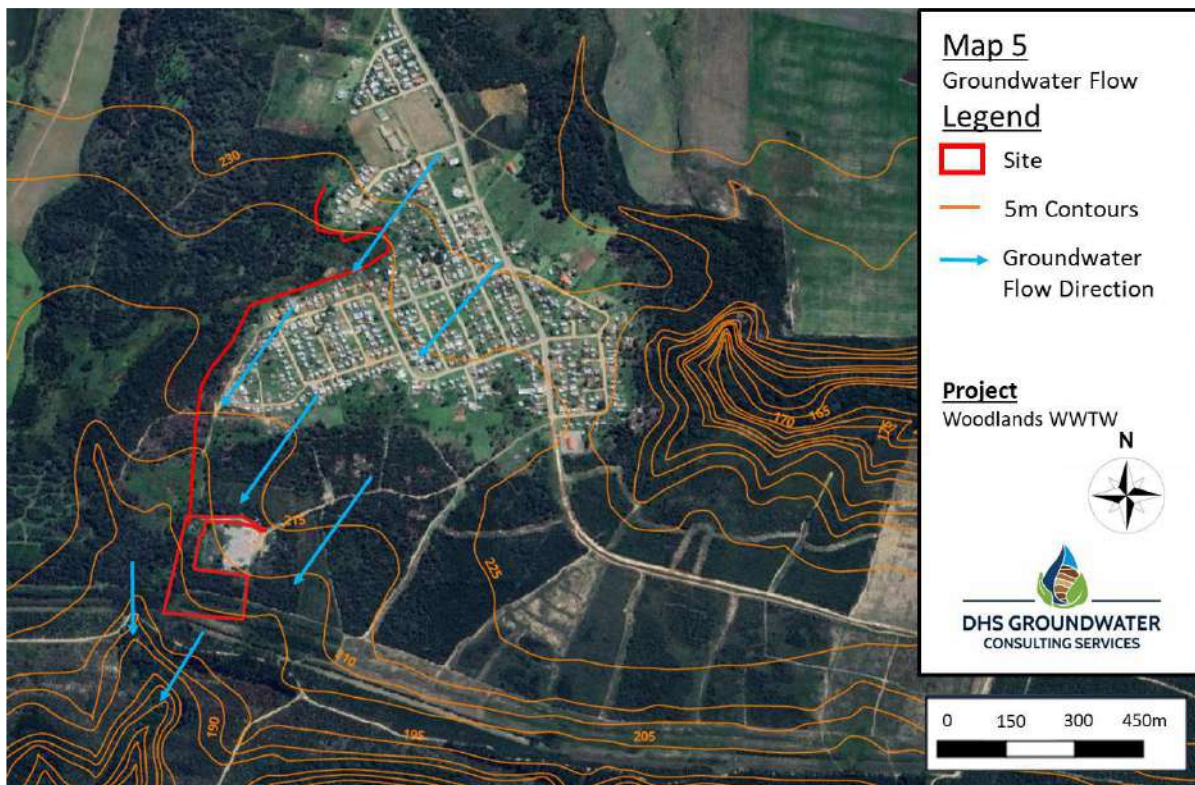 Map 5
Groundwater Flow
Legend
Site
5m Contours
Groundwater
Flow Direction
Project
Woodlands WWTW
N
DHS GROUNDWATER
CONSULTING SERVICES
0 150 300 450m
230
170
165
175
215
225
210
190
195
205